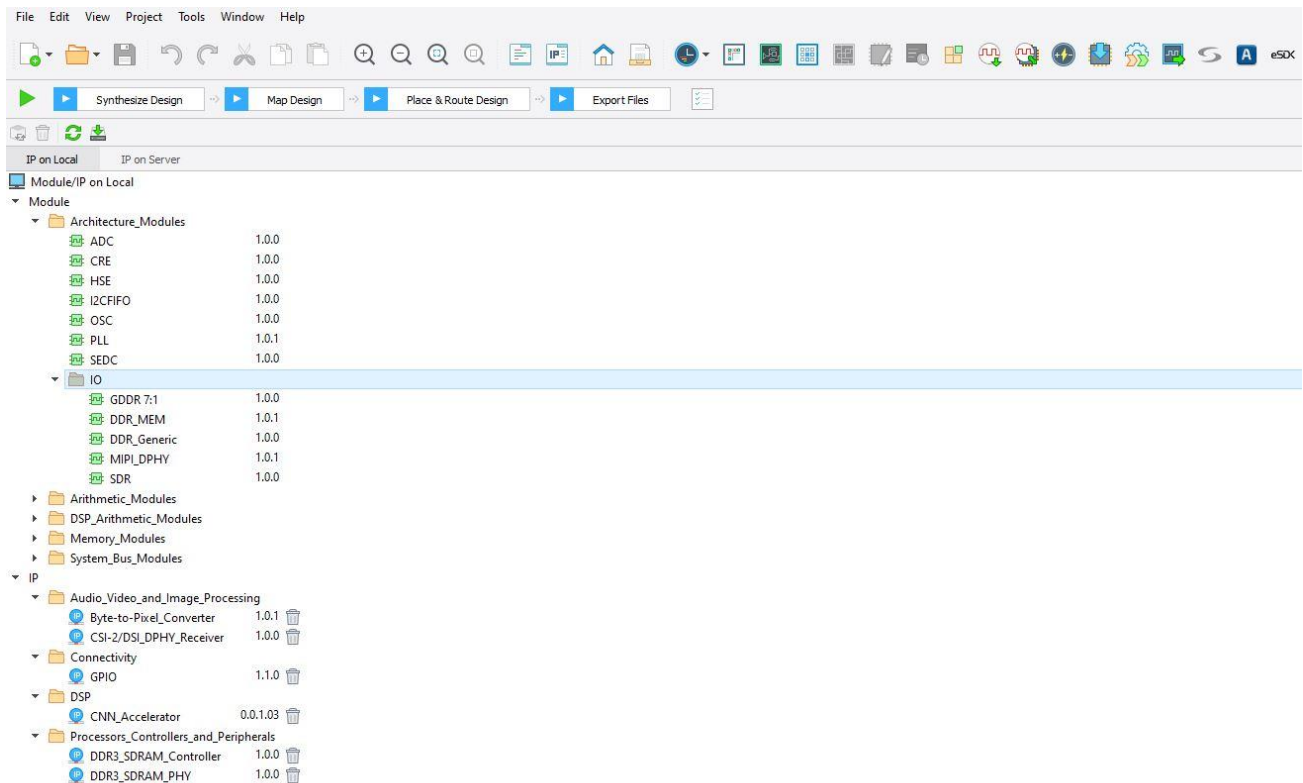 File Edit View Project Tools Window Help
IP A eSDK
Synthesize Design Map Design Place & Route Design Export Files
IP on Local IP on Server
Module/IP on Local
Module
Architecture_Modules
ADC 1.0.0
CRE 1.0.0
HSE 1.0.0
I2CFIFO 1.0.0
OSC 1.0.0
PLL 1.0.1
SEDC 1.0.0
IO
GDDR 7:1 1.0.0
DDR_MEM 1.0.1
DDR_Generic 1.0.0
MIPI_DPHY 1.0.1
SDR 1.0.0
Arithmetic_Modules
DSP_Arithmetic_Modules
Memory_Modules
System_Bus_Modules
IP
Audio_Video_and_Image_Processing
Byte-to-Pixel_Converter 1.0.1
CSI-2/DSI_DPHY_Receiver 1.0.0
Connectivity
GPIO 1.1.0
DSP
CNN_Accelerator 0.0.1.03
Processors_Controllers_and_Peripherals
DDR3_SDRAM_Controller 1.0.0
DDR3_SDRAM_PHY 1.0.0